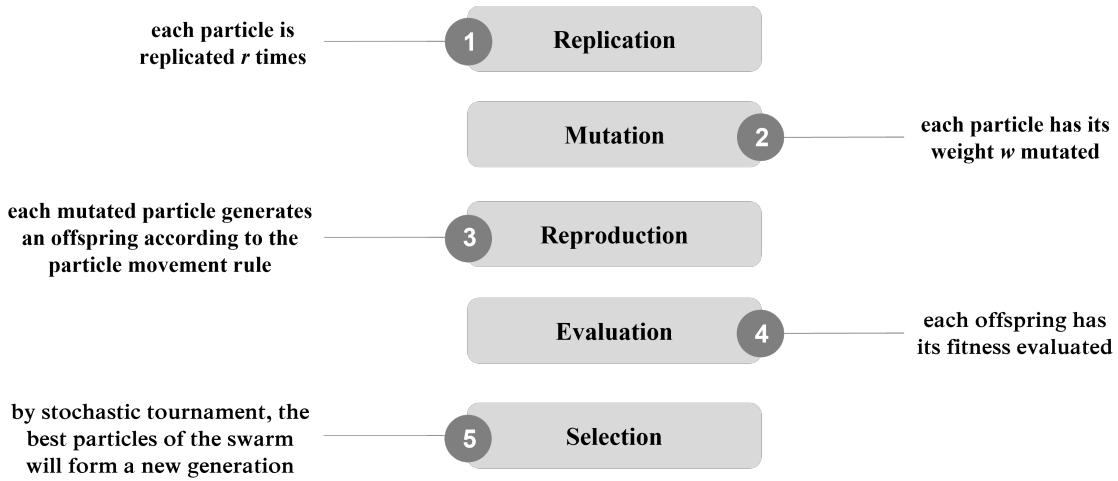 each particle is
replicated r times
1
Replication
Mutation
2
each particle has its
weight w mutated
each mutated particle generates
an offspring according to the
particle movement rule
3
Reproduction
Evaluation
4
each offspring has
its fitness evaluated
by stochastic tournament, the
best particles of the swarm
will form a new generation
5
Selection